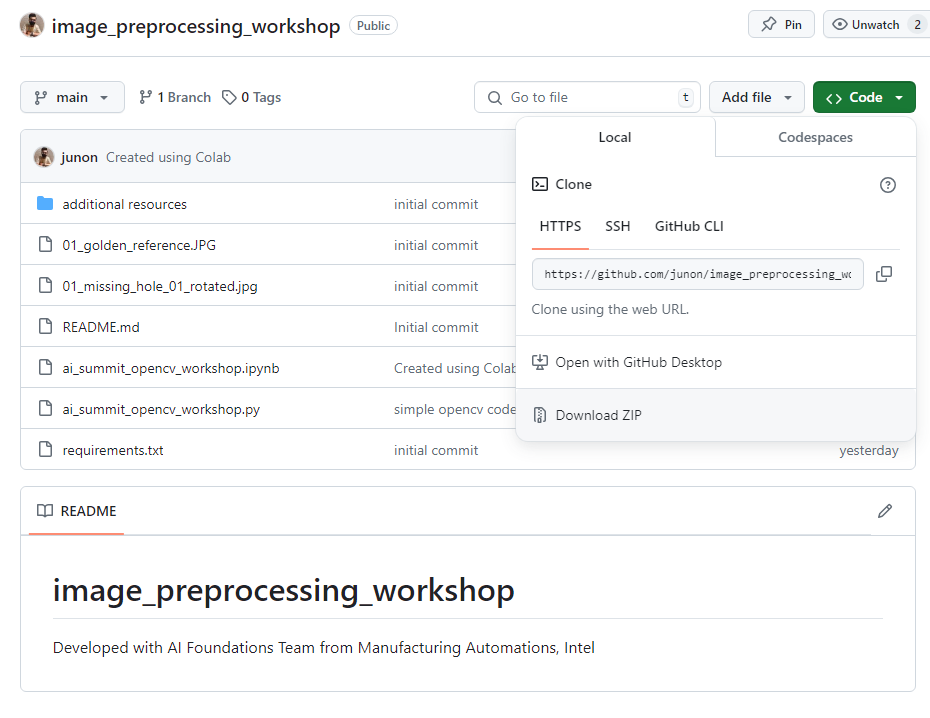 image_preprocessing_workshop Public Pin Unwatch 2
main 1 Branch 0 Tags Go to file t Add file Code
junon Created using Colab
Local Codespaces
Clone
HTTPS SSH GitHub CLI
https://github.com/junon/image_preprocessing_wo
Clone using the web URL.
Open with GitHub Desktop
Download ZIP
additional resources initial commit
01_golden_reference.JPG initial commit
01_missing_hole_01_rotated.jpg initial commit
README.md Initial commit
ai_summit_opencv_workshop.ipynb Created using Colab
ai_summit_opencv_workshop.py simple opencv code
requirements.txt initial commit yesterday
README
image_preprocessing_workshop
Developed with AI Foundations Team from Manufacturing Automations, Intel